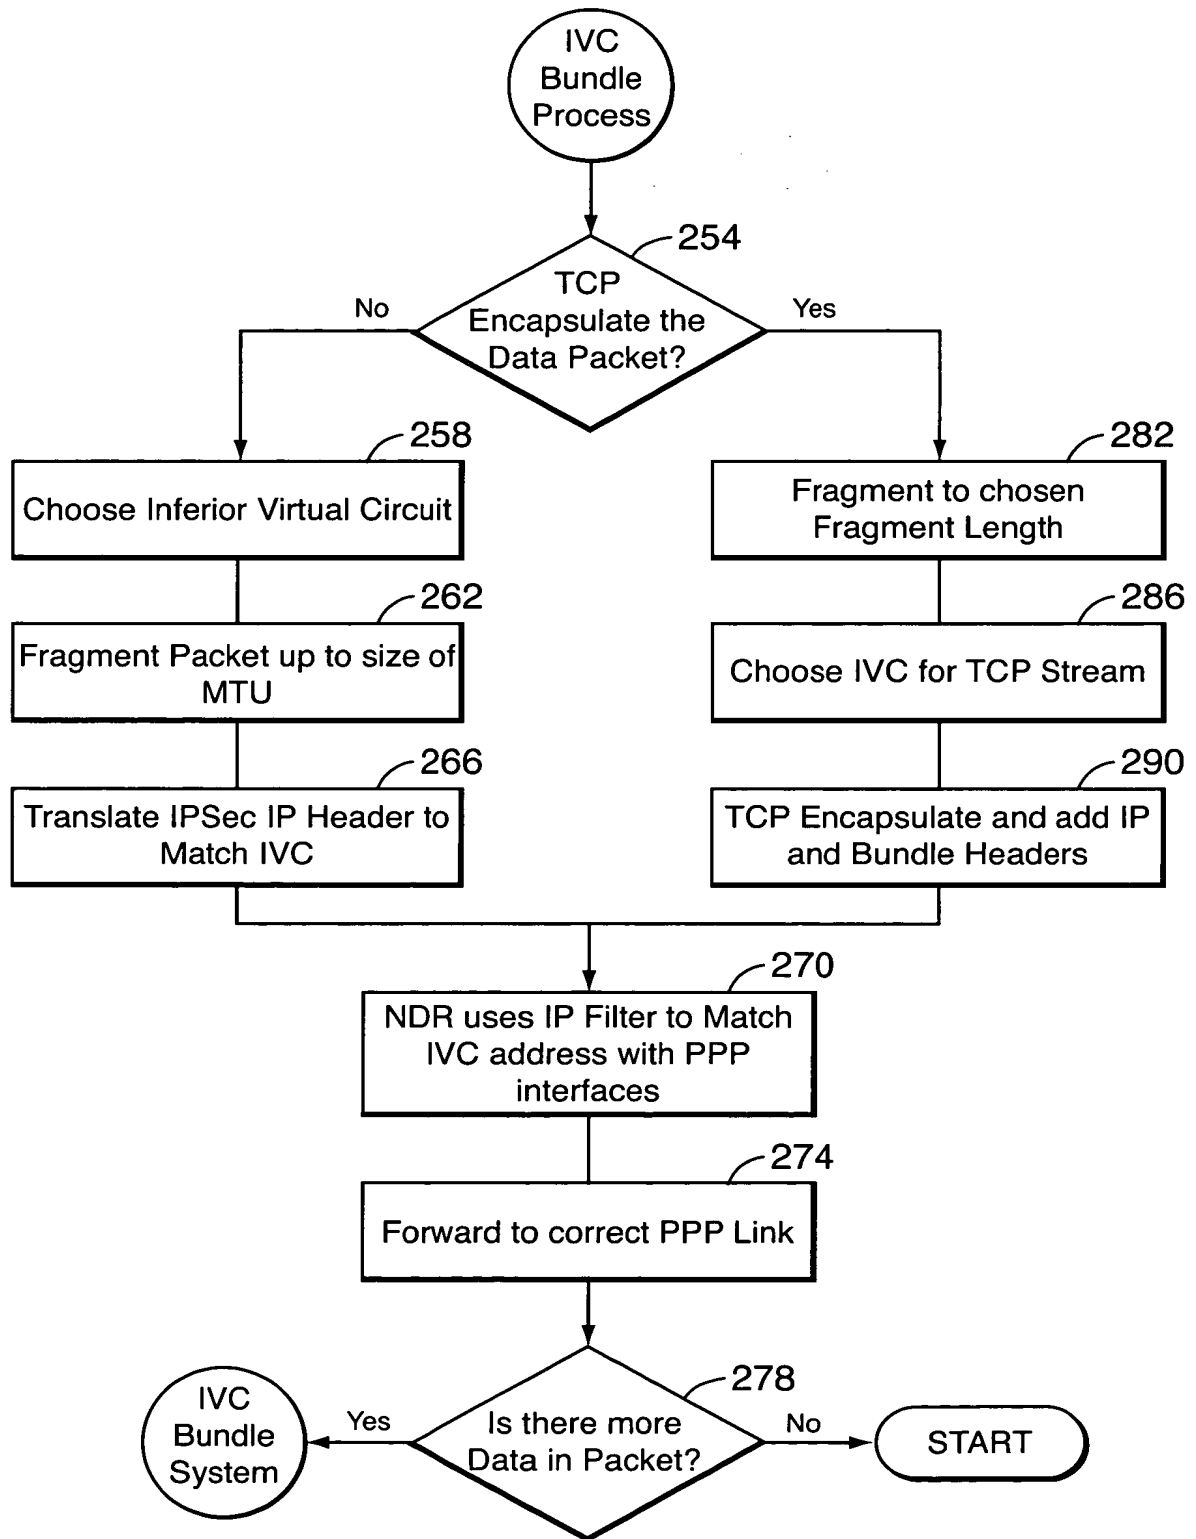 IVC
Bundle
Process
254
TCP
Encapsulate the
Data Packet?
No
Yes
258
Choose Inferior Virtual Circuit
262
Fragment Packet up to size of
MTU
266
Translate IPSec IP Header to
Match IVC
282
Fragment to chosen
Fragment Length
286
Choose IVC for TCP Stream
290
TCP Encapsulate and add IP
and Bundle Headers
270
NDR uses IP Filter to Match
IVC address with PPP
interfaces
274
Forward to correct PPP Link
278
Is there more
Data in Packet?
Yes
No
IVC
Bundle
System
START